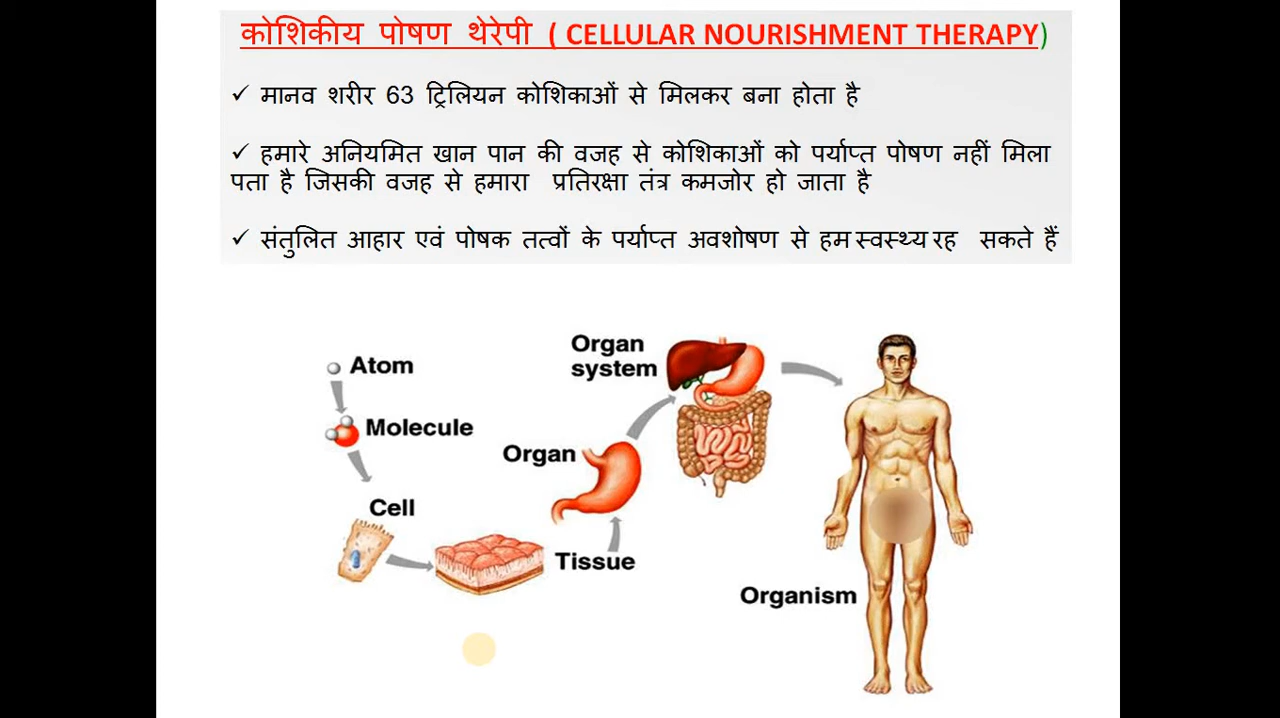 कोशिकीय पोषण थेरेपी ( CELLULAR NOURISHMENT THERAPY)
✓ मानव शरीर 63 ट्रिलियन कोशिकाओं से मिलकर बना होता है
✓ हमारे अनियमित खान पान की वजह से कोशिकाओं को पर्याप्त पोषण नहीं मिला
पता है जिसकी वजह से हमारा प्रतिरक्षा तंत्र कमजोर हो जाता है
✓ संतुलित आहार एवं पोषक तत्वों के पर्याप्त अवशोषण से हम स्वस्थ्य रह सकते हैं
Organ
system
Atom
Molecule
Organ
Cell
Tissue
Organism